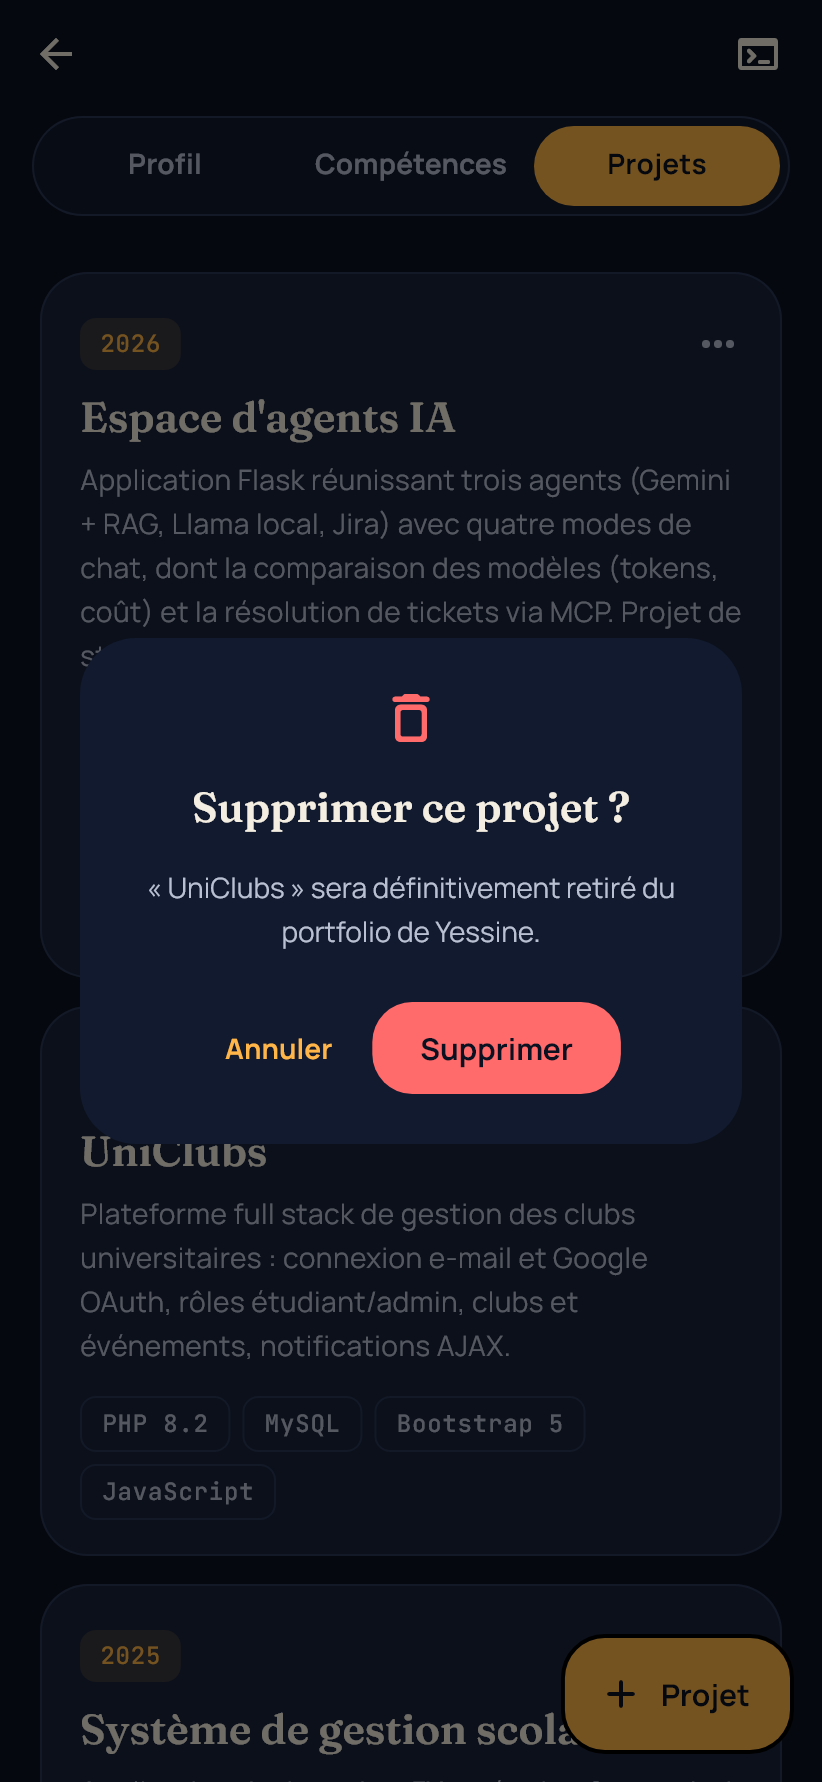 Profil
Compétences
Projets
2026
Espace d'agents IA
Application Flask réunissant trois agents (Gemini
+ RAG, Llama local, Jira) avec quatre modes de
chat, dont la comparaison des modèles (tokens,
coût) et la résolution de tickets via MCP. Projet de
Supprimer ce projet ?
« UniClubs » sera définitivement retiré du
portfolio de Yessine.
Annuler
Supprimer
UniClubs
Plateforme full stack de gestion des clubs
universitaires : connexion e-mail et Google
OAuth, rôles étudiant/admin, clubs et
événements, notifications AJAX.
PHP 8.2
MySQL
Bootstrap 5
JavaScript
2025
Système de gestion
+ Projet